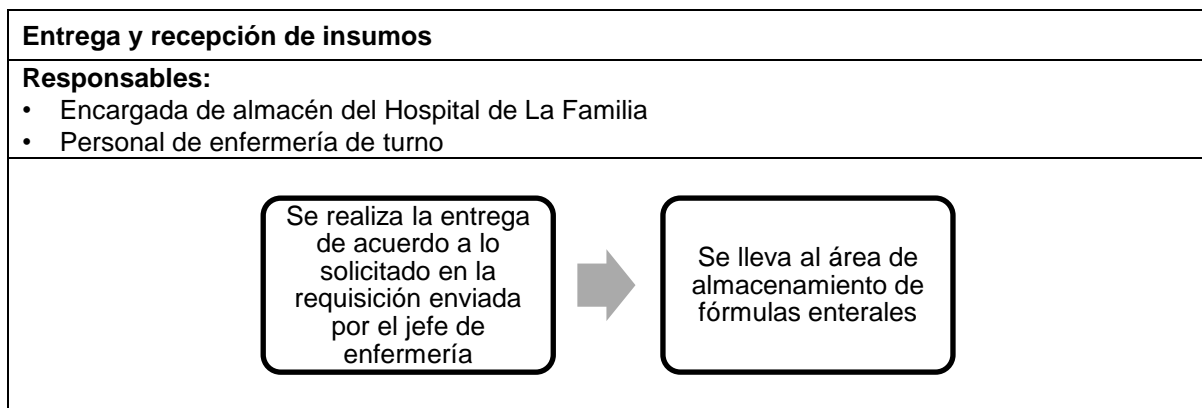 Entrega y recepción de insumos
Responsables:
• Encargada de almacén del Hospital de La Familia
• Personal de enfermería de turno
Se realiza la entrega
de acuerdo a lo
solicitado en la
requisición enviada
por el jefe de
enfermería
Se lleva al área de
almacenamiento de
fórmulas enterales